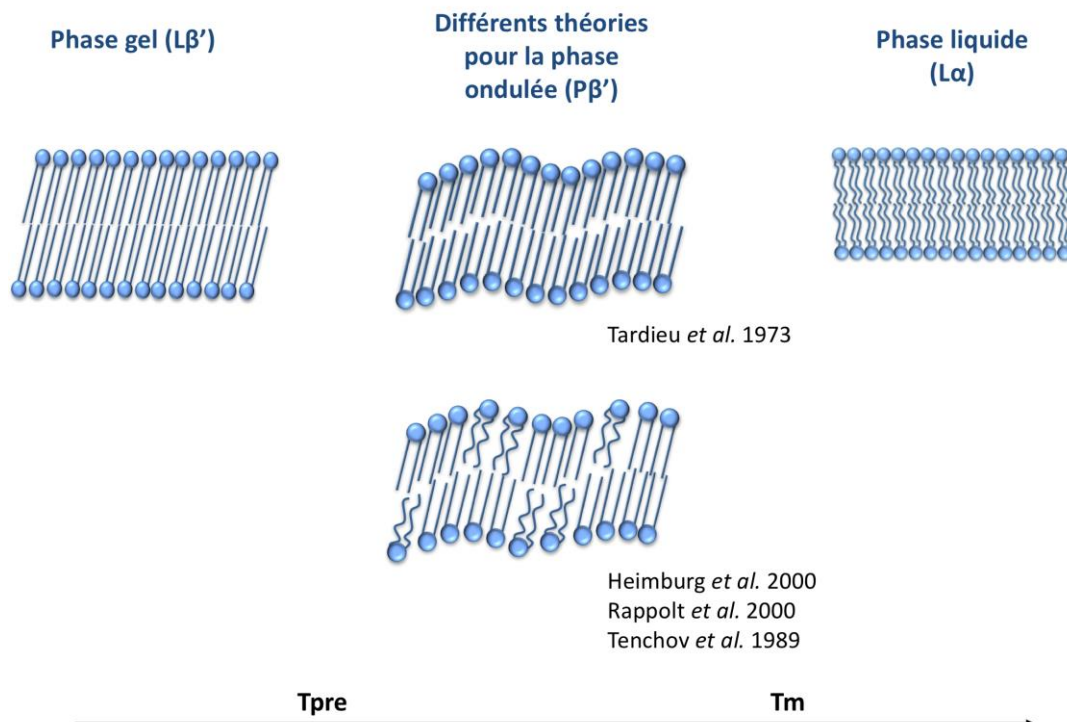 Phase gel (Lβ’)
Différents théories
pour la phase
ondulée (Pβ’)
Phase liquide
(Lα)
Tardieu et al. 1973
Heimburg et al. 2000
Rappolt et al. 2000
Tenchov et al. 1989
Tpre
Tm